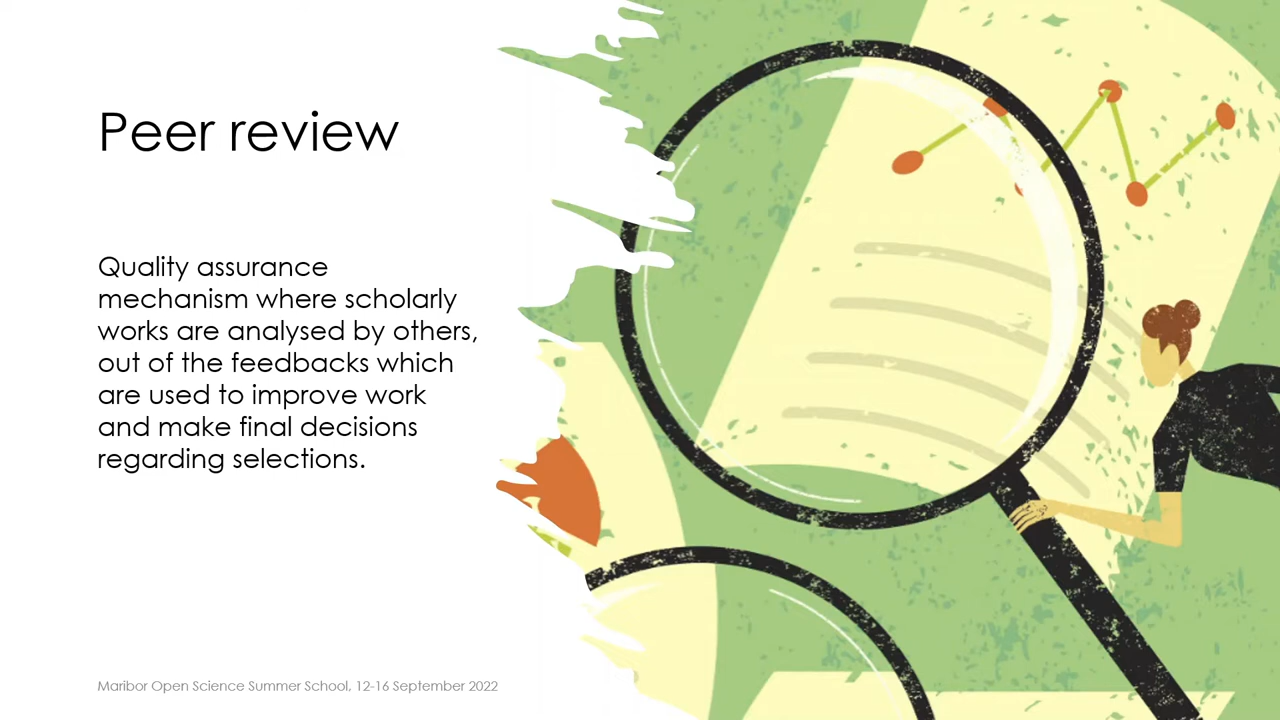 Peer review
Quality assurance
mechanism where scholarly
works are analysed by others,
out of the feedbacks which
are used to improve work
and make final decisions
regarding selections.
Maribor Open Science Summer School, 12-16 September 2022